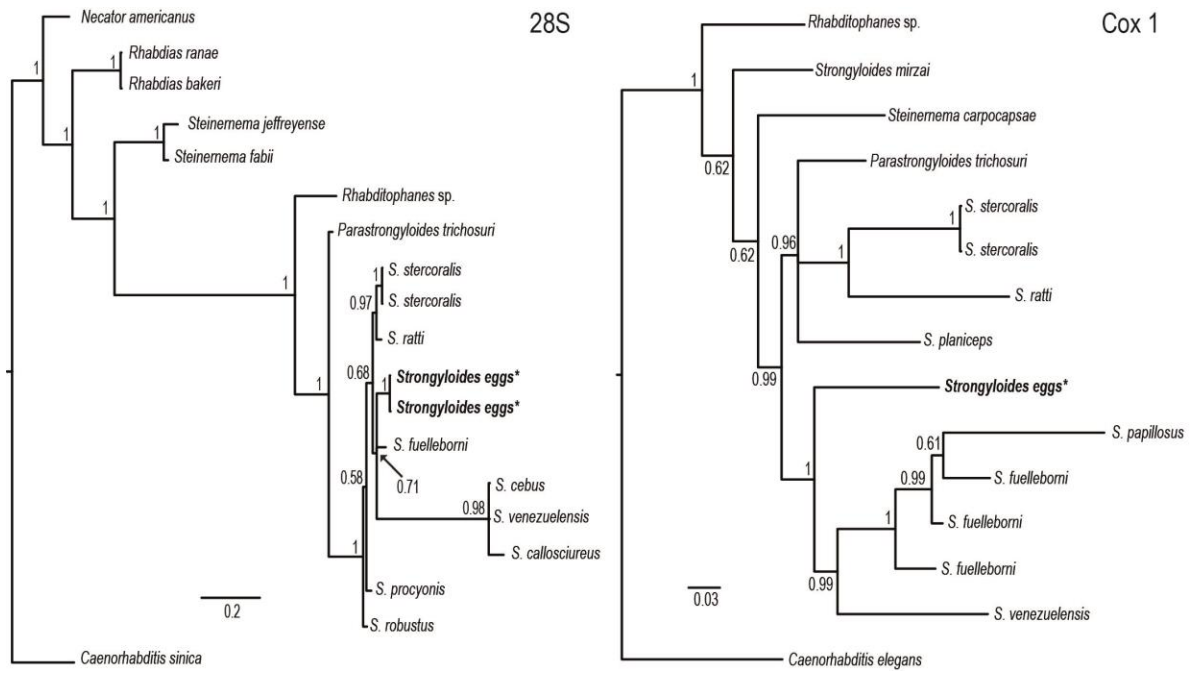 28S
Necator americanus
1
Rhabdias ranae
1
Rhabdias bakeri
1
Steinernema jeffreyense
1
Steinernema fabii
1
Rhabditophanes sp.
Parastrongyloides trichosuri
1
S. stercoralis
1
S. stercoralis
0.97
S. ratti
0.68
Strongyloides eggs*
1
Strongyloides eggs*
1
S. fuelleborni
0.71
0.58
S. cebus
0.98
S. venezuelensis
S. callosciureus
1
S. procyonis
S. robustus
0.2
Caenorhabditis sinica
Cox 1
Rhabditophanes sp.
1
Strongyloides mirzai
Steinernema carpocapsae
0.62
Parastrongyloides trichosuri
S. stercoralis
1
S. stercoralis
0.62
0.96
1
S. ratti
S. planiceps
0.99
Strongyloides eggs*
S. papillosus
0.61
S. fuelleborni
1
0.99
S. fuelleborni
1
S. fuelleborni
0.99
S. venezuelensis
0.03
Caenorhabditis elegans